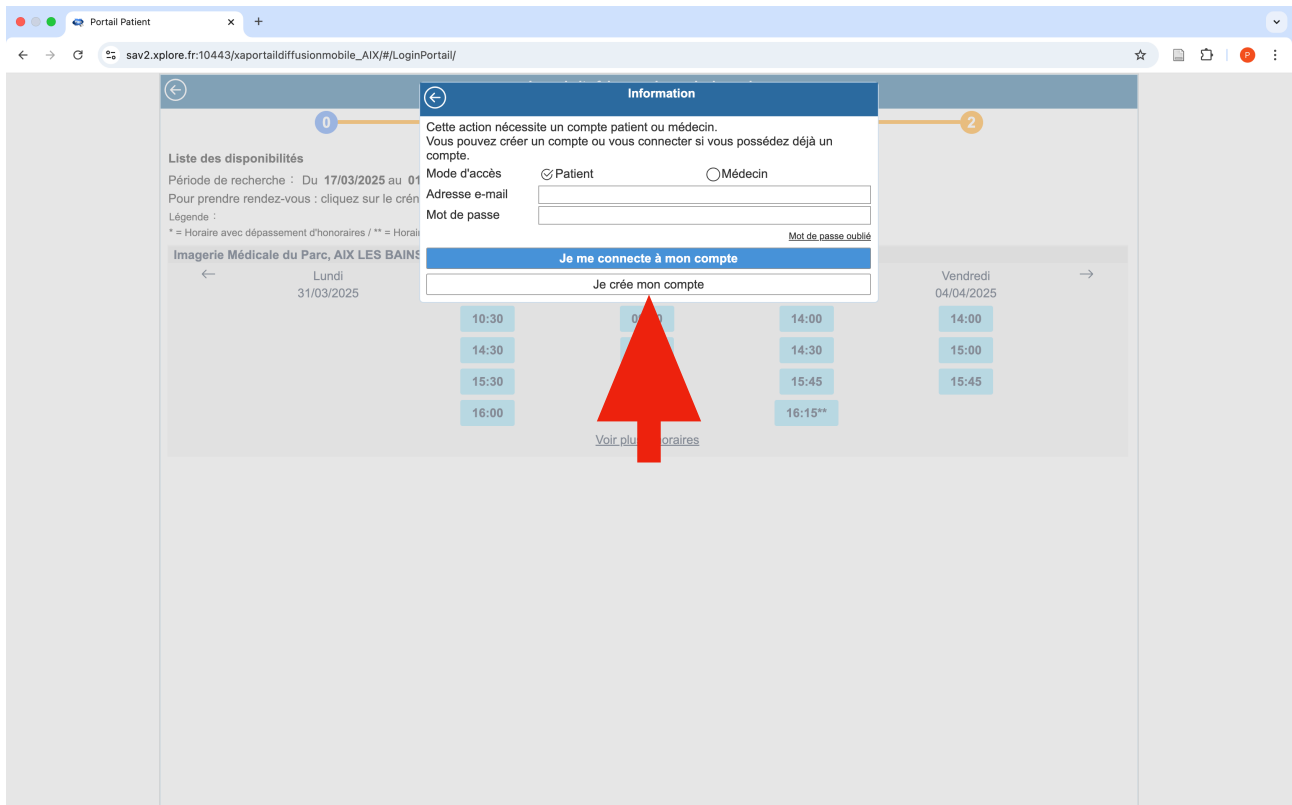 Portail Patient
sav2.xplore.fr:10443/xaportaildiffusionmobile_AIX/#/LoginPortail/
P
Information
0
2
Cette action nécessite un compte patient ou médecin.
Vous pouvez créer un compte ou vous connecter si vous possédez déjà un
compte.
Mode d'accès Patient Médecin
Adresse e-mail
Mot de passe
Mot de passe oublié
Je me connecte à mon compte
Je crée mon compte
Liste des disponibilités
Période de recherche : Du 17/03/2025 au
Pour prendre rendez-vous : cliquez sur le
Légende :
* = Horaire avec dépassement d'honoraires / ** =
Imagerie Médicale du Parc, AIX LES BAINS
Lundi Vendredi
31/03/2025 04/04/2025
10:30 14:00 14:00
14:30 14:30 15:00
15:30 15:45 15:45
16:00 16:15**
Voir